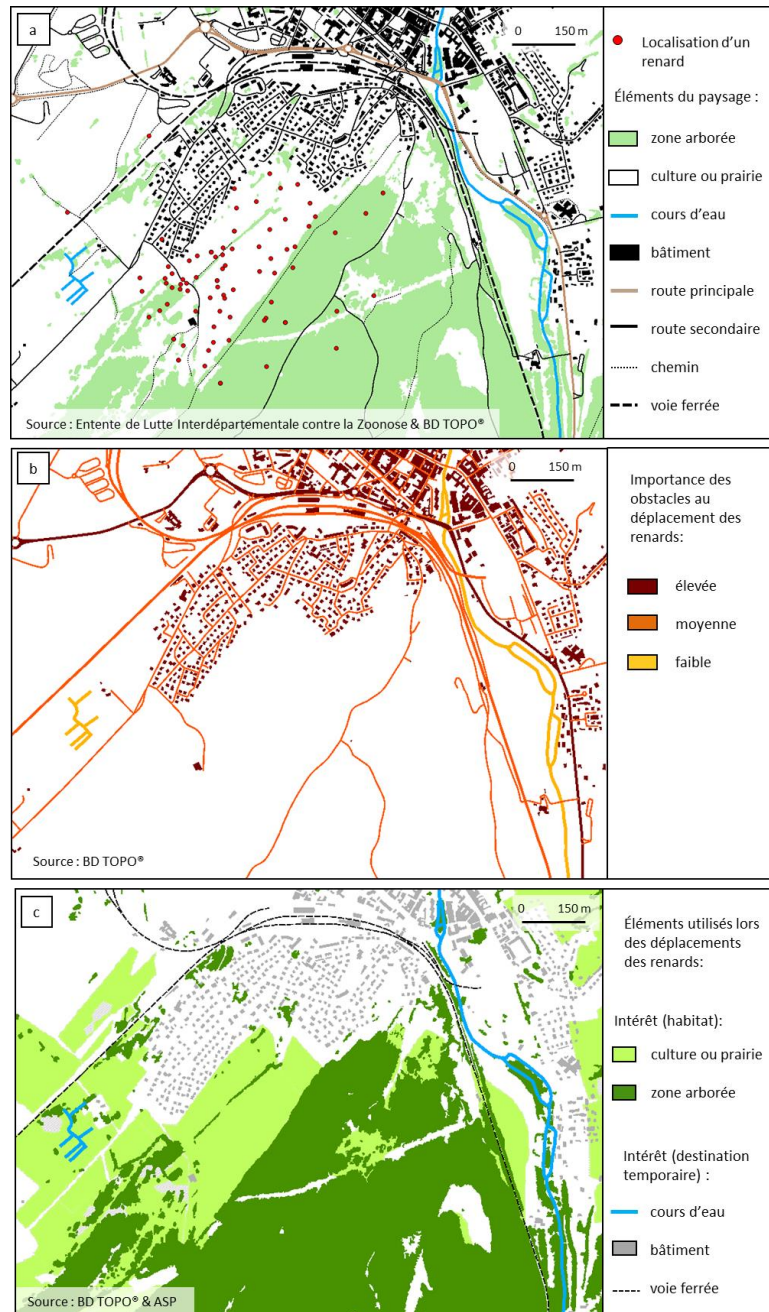 a
0 150 m
Localisation d’un
renard
Éléments du paysage :
zone arborée
culture ou prairie
cours d’eau
bâtiment
route principale
route secondaire
chemin
voie ferrée
Source : Entente de Lutte Interdépartementale contre la Zoonose & BD TOPO®
b
0 150 m
Importance des
obstacles au
déplacement des
renards:
élevée
moyenne
faible
Source : BD TOPO®
c
0 150 m
Éléments utilisés lors
des déplacements
des renards:
Intérêt (habitat):
culture ou prairie
zone arborée
Intérêt (destination
temporaire) :
cours d’eau
bâtiment
voie ferrée
Source : BD TOPO® & ASP